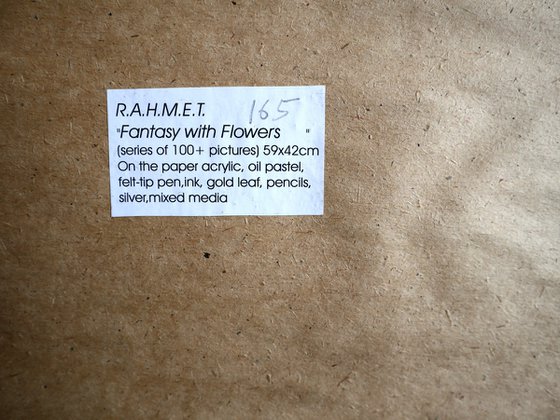 R.A.H.M.E.T. 165
"Fantasy with Flowers "
(series of 100+ pictures) 59x42cm
On the paper acrylic, oil pastel,
felt-tip pen,ink, gold leaf, pencils,
silver,mixed media